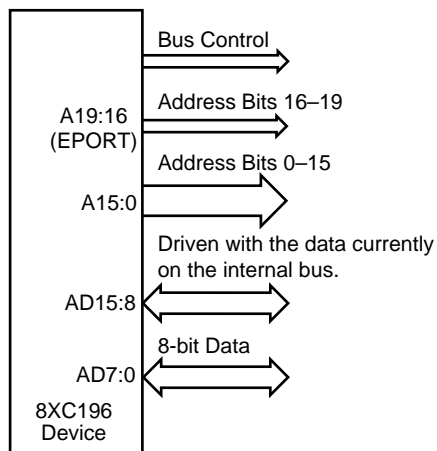 Bus Control
A19:16
(EPORT)
Address Bits 16–19
Address Bits 0–15
A15:0
Driven with the data currently
on the internal bus.
AD15:8
8-bit Data
AD7:0
8XC196
Device